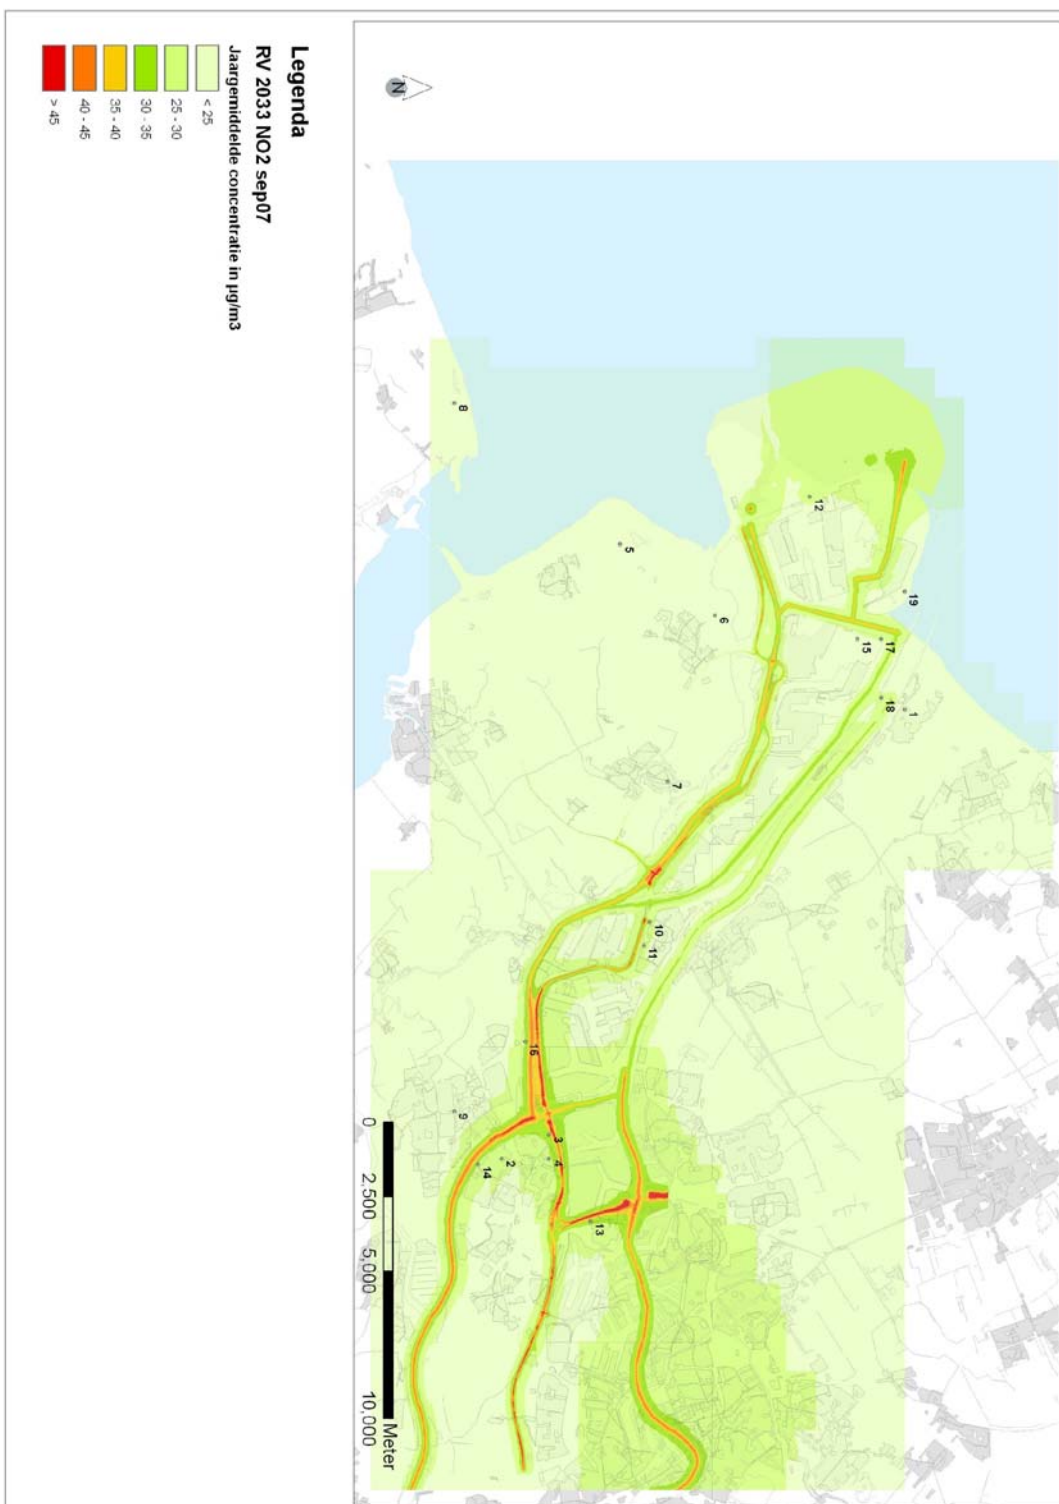 Legenda
RV 2033 NO2 sep07
Jaargemiddelde concentratie in µg/m3
< 25
25 - 30
30 - 35
35 - 40
40 - 45
> 45
N
8
5
6
7
12
19
17
15
18
1
10
11
16
9
3
4
2
14
13
0 2,500 5,000 10,000
Meter